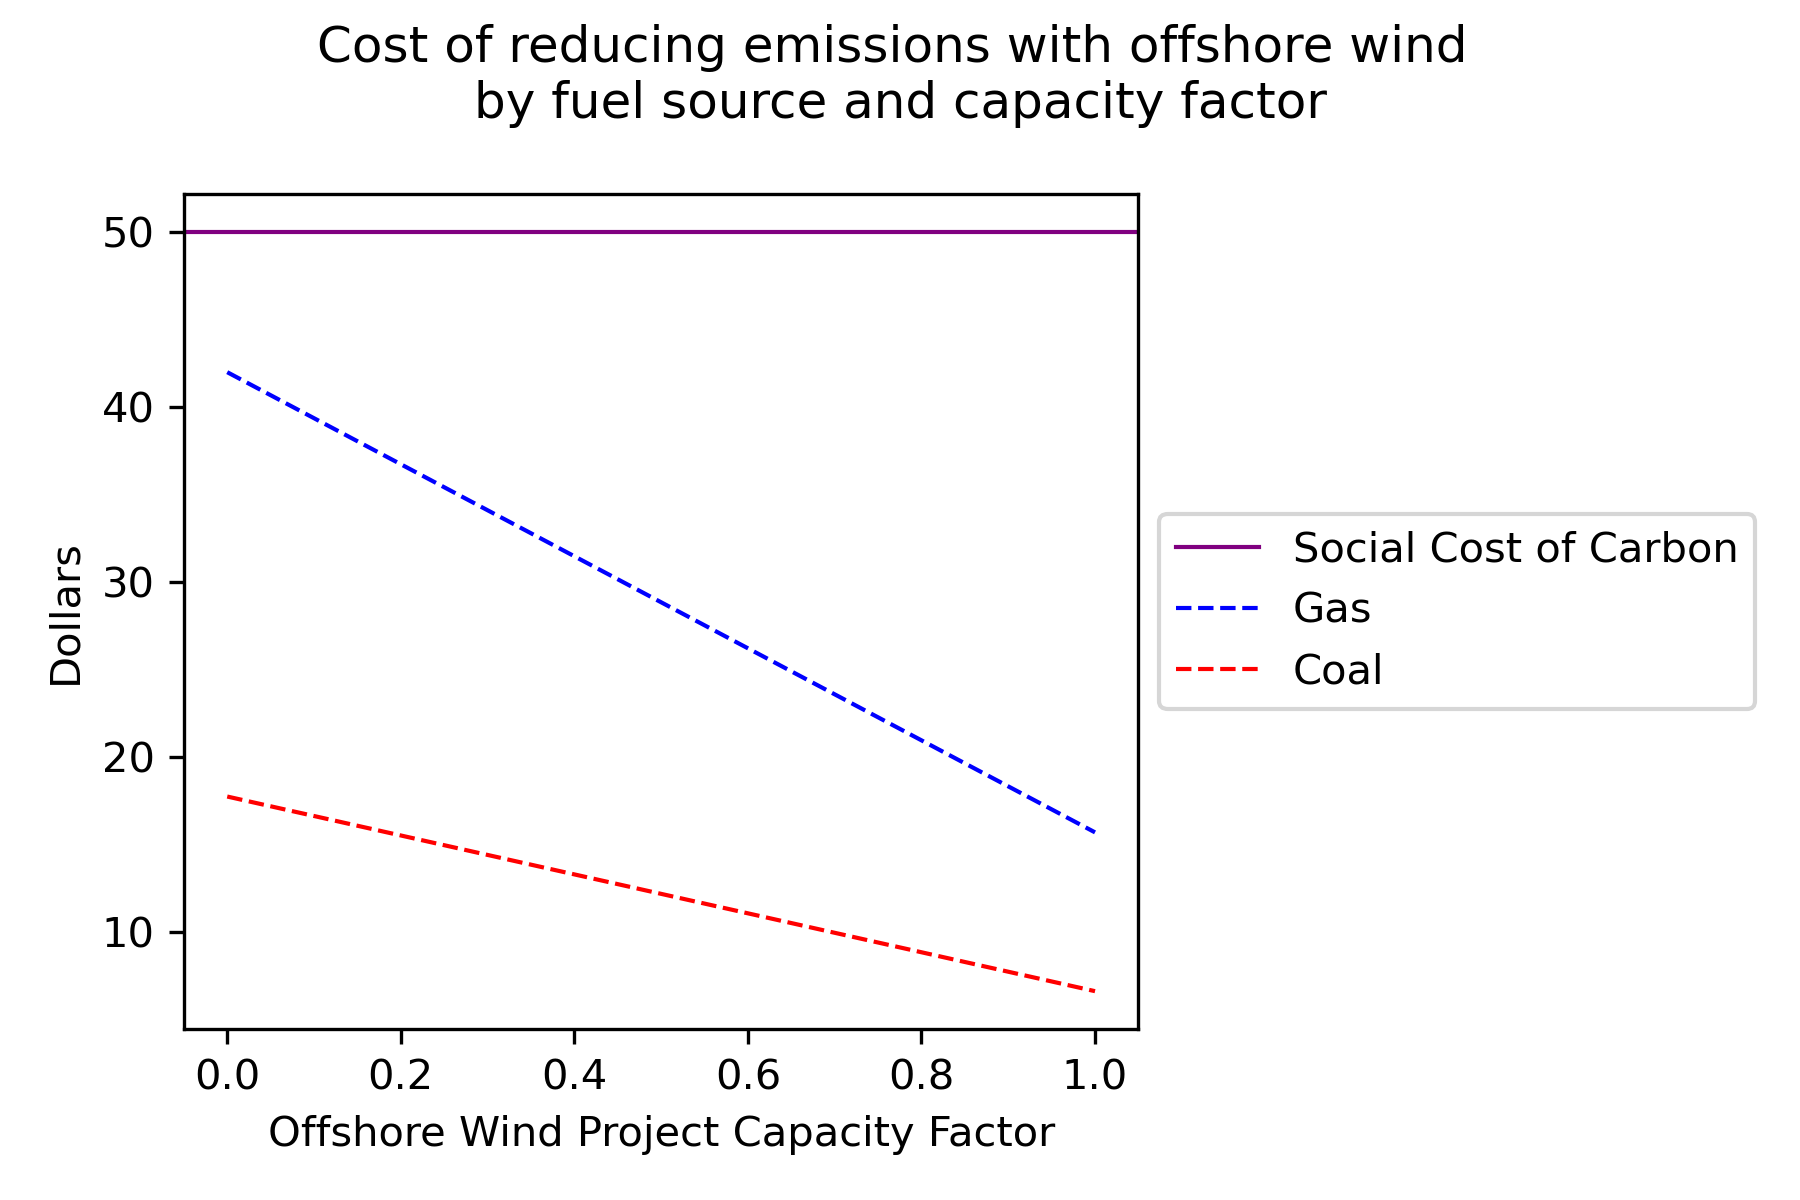 Cost of reducing emissions with offshore wind
by fuel source and capacity factor
50
40
30
20
10
Dollars
0.0 0.2 0.4 0.6 0.8 1.0
Offshore Wind Project Capacity Factor
Social Cost of Carbon
Gas
Coal